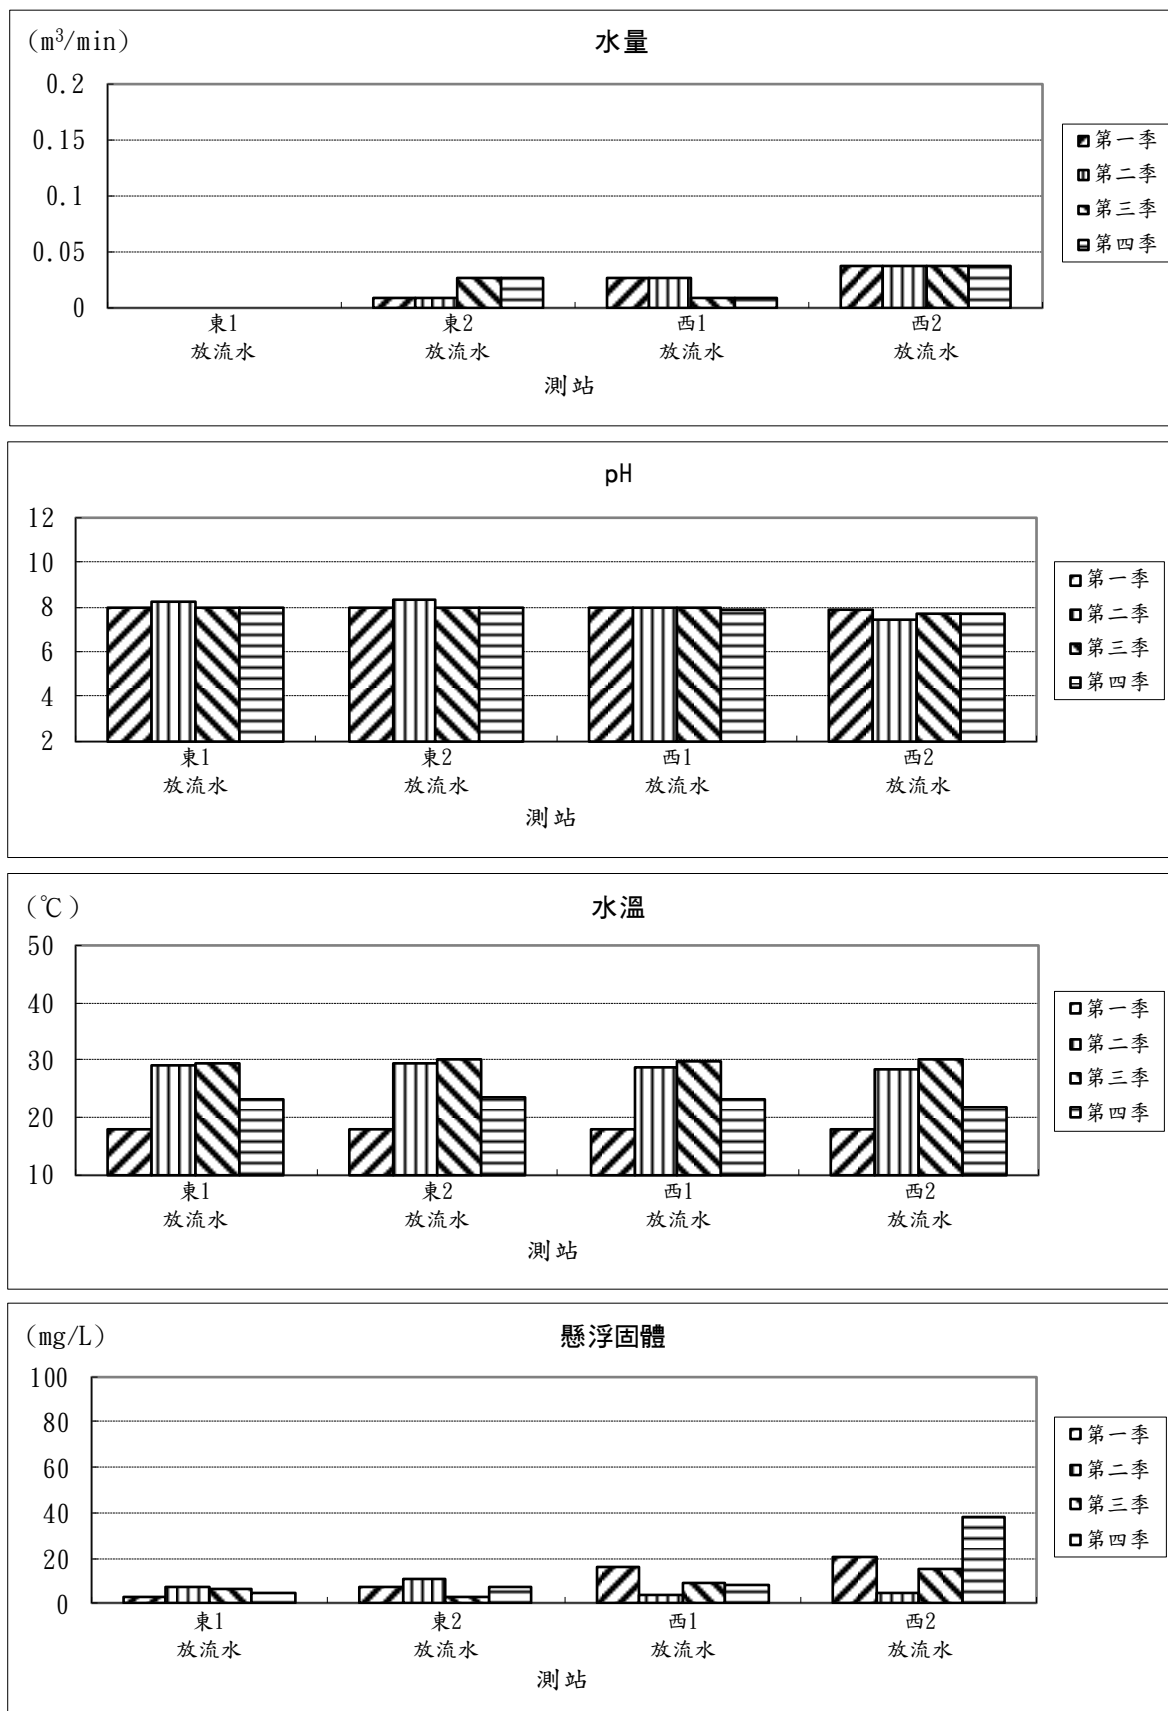 (m³/min)
水量
0.2
0.15
0.1
0.05
0
東1
放流水
東2
放流水
西1
放流水
西2
放流水
測站
第一季
第二季
第三季
第四季
pH
12
10
8
6
4
2
東1
放流水
東2
放流水
西1
放流水
西2
放流水
測站
第一季
第二季
第三季
第四季
(℃)
水溫
50
40
30
20
10
東1
放流水
東2
放流水
西1
放流水
西2
放流水
測站
第一季
第二季
第三季
第四季
(mg/L)
懸浮固體
100
80
60
40
20
0
東1
放流水
東2
放流水
西1
放流水
西2
放流水
測站
第一季
第二季
第三季
第四季